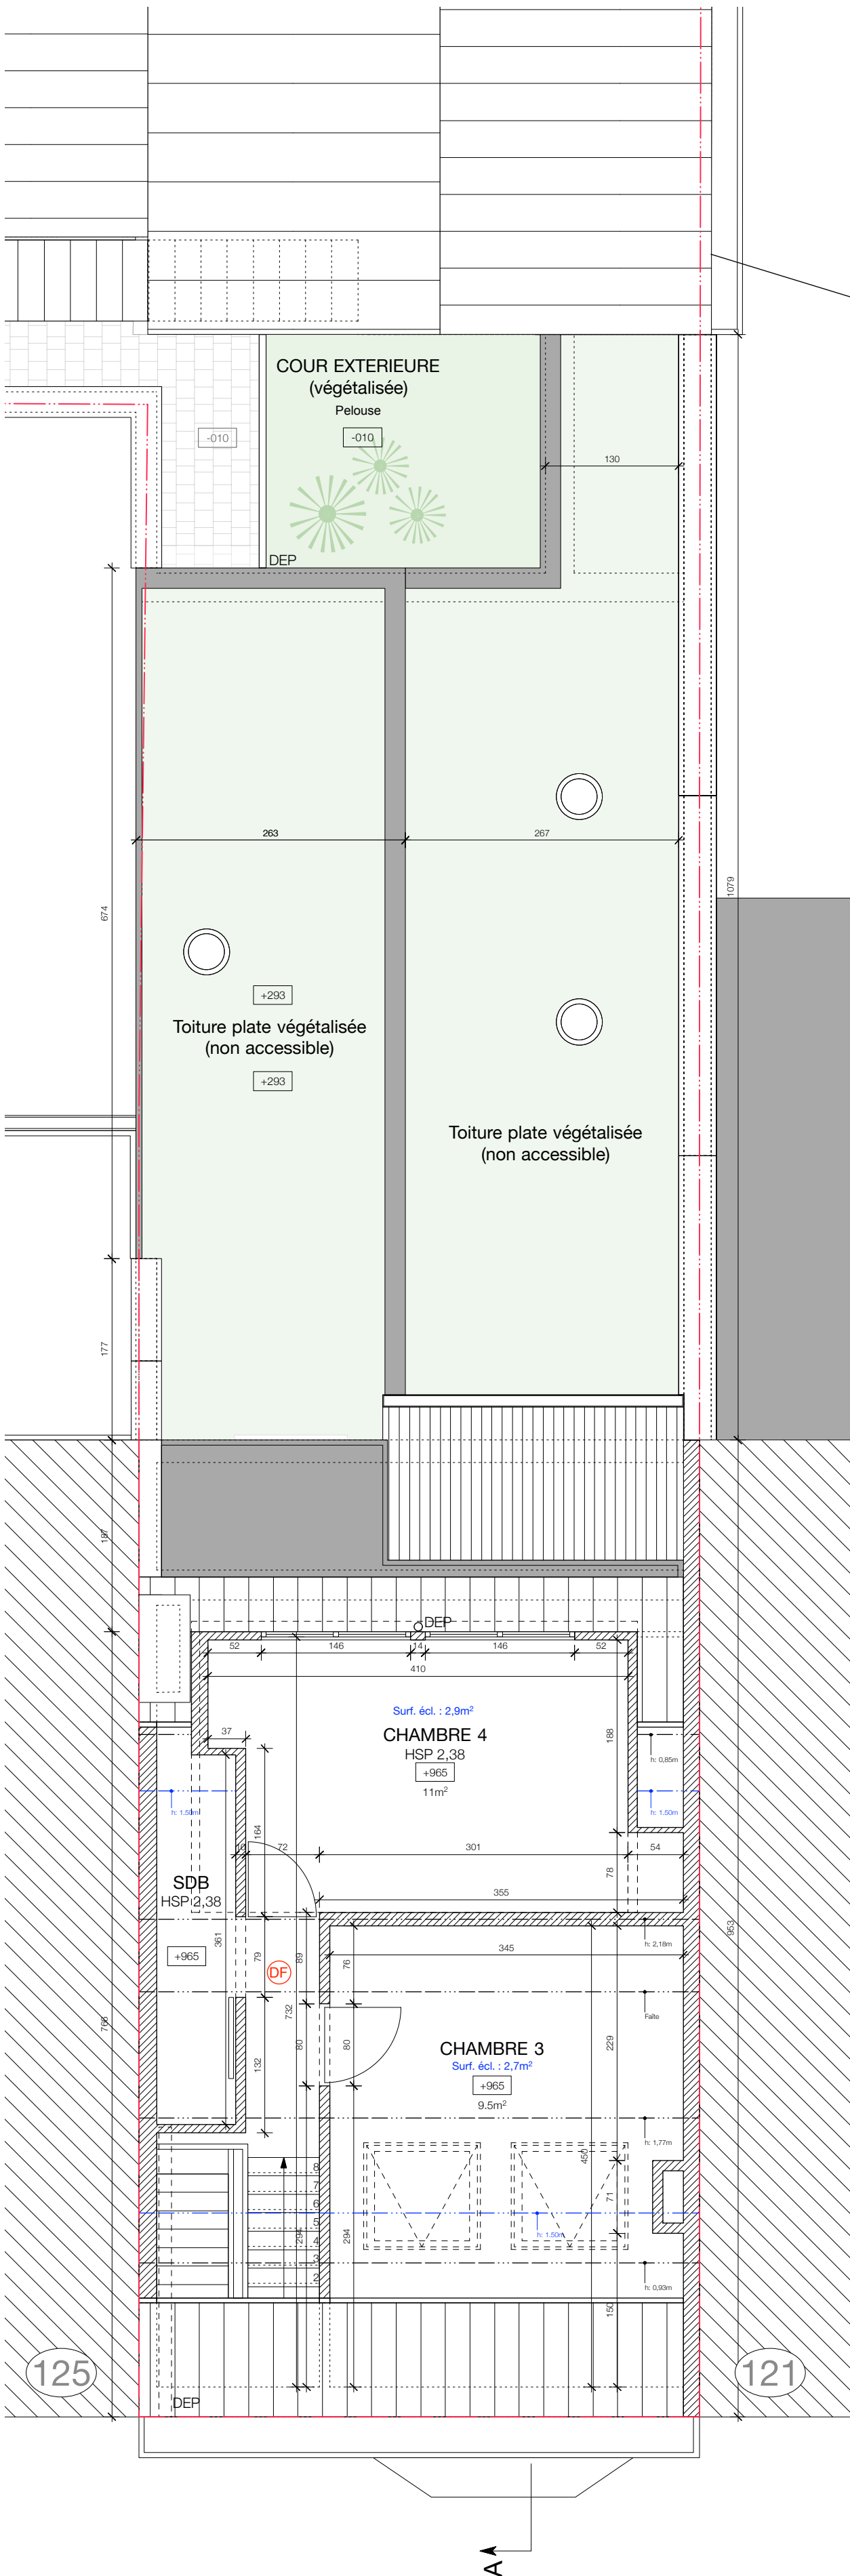 COUR EXTERIEURE
(végétalisée)
Pelouse
-010
-010
130
DEP
263
267
674
1079
+293
Toiture plate végétalisée
(non accessible)
+293
Toiture plate végétalisée
(non accessible)
177
187
DEP
52
146
14
146
52
410
Surf. écl. : 2,9m²
CHAMBRE 4
HSP 2,38
+965
11m²
37
188
h: 0,85m
h: 1.50m
h: 1.50m
164
10
72
301
54
78
355
SDB
HSP 2,38
+965
361
h: 2,18m
953
345
79
89
76
DF
732
766
Faîte
80
80
132
229
CHAMBRE 3
Surf. écl. : 2,7m²
+965
9.5m²
h: 1,77m
450
71
8
7
6
5
4
3
2
294
294
h: 1.50m
h: 0,93m
150
125
121
DEP
A